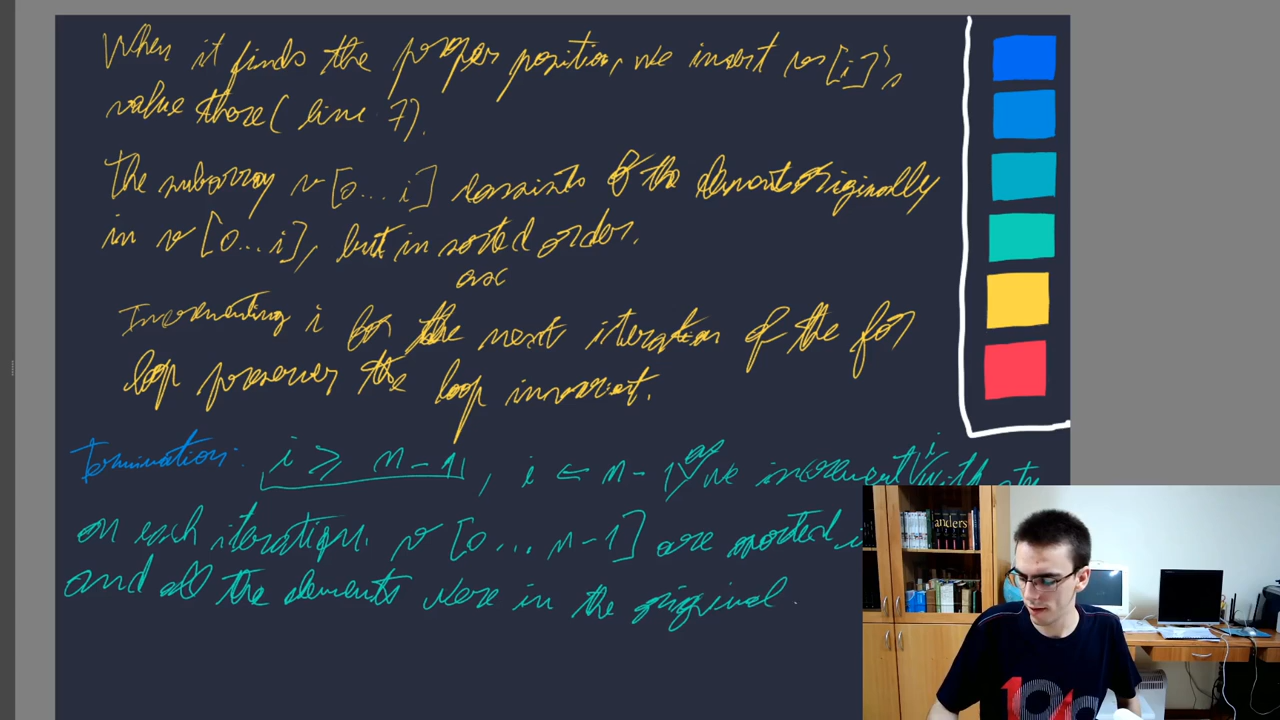 When it finds the proper position, we insert v[i]'s
value there (line 7).
The subarray v[0...i] consists of the elements originally
in v[0...i], but in sorted order.
asc
Incrementing i for the next iteration of the for
loop preserves the loop invariant.
Termination: i ≥ n-1, i = n-1, as we increment i with
on each iteration. v[0...n-1] are sorted
and all the elements were in the original.
anders